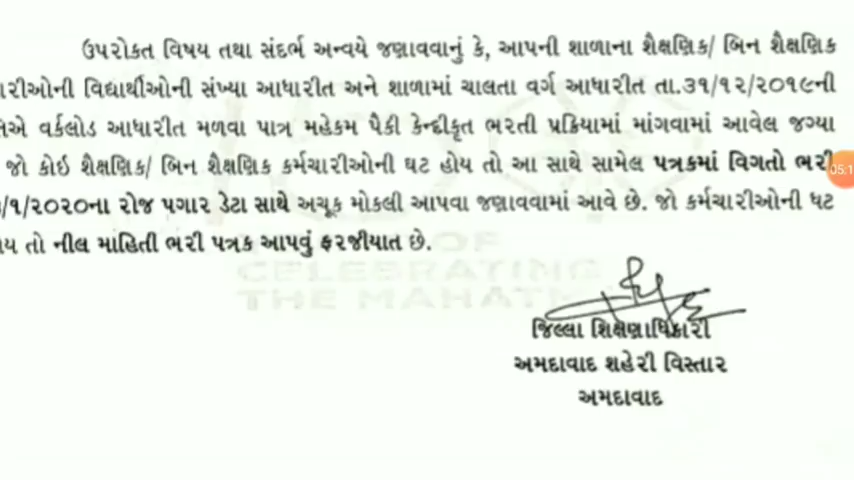 ઉપરોક્ત વિષય તથા સંદર્ભ અન્વયે જણાવવાનું કે, આપની શાળાના શૈક્ષણિક/ બિન શૈક્ષણિક
વિદ્યાર્થીઓની સંખ્યા આધારીત અને શાળામાં ચાલતા વર્ગ આધારીત તા.૩૧/૧૨/૨૦૧૯ની
વર્કલોડ આધારીત મળવા પાત્ર મહેકમ પૈકી કેન્દ્રીકૃત ભરતી પ્રક્રિયામાં માંગવામાં આવેલ જગ્યા
જો કોઇ શૈક્ષણિક/ બિન શૈક્ષણિક કર્મચારીઓની ઘટ હોય તો આ સાથે સામેલ પત્રકમાં વિગતો ભરી
05:1
/૧/૨૦૨૦ના રોજ પગાર ડેટા સાથે અચૂક મોકલી આપવા જણાવવામાં આવે છે. જો કર્મચારીઓની ઘટ
તો નીલ માહિતી ભરી પત્રક આપવું ફરજીયાત છે.
OF
CELEBRATING
THE MAHAT
જિલ્લા શિક્ષણાધિકારી
અમદાવાદ શહેરી વિસ્તાર
અમદાવાદ